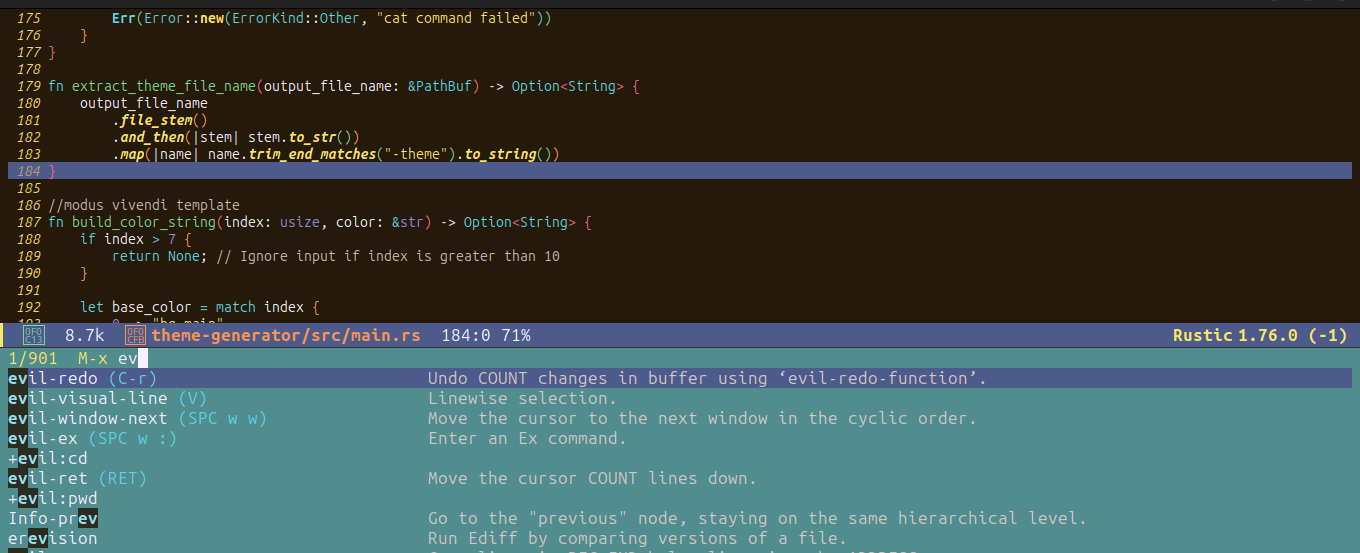 175         Err(Error::new(ErrorKind::Other, "cat command failed"))
176     }
177 }
178
179 fn extract_theme_file_name(output_file_name: &PathBuf) -> Option<String> {
180     output_file_name
181         .file_stem()
182         .and_then(|stem| stem.to_str())
183         .map(|name| name.trim_end_matches("-theme").to_string())
184 }
185
186 //modus vivendi template
187 fn build_color_string(index: usize, color: &str) -> Option<String> {
188     if index > 7 {
189         return None; // Ignore input if index is greater than 10
190     }
191
192     let base_color = match index {
0F0C13 8.7k 0F0CFB theme-generator/src/main.rs 184:0 71% Rustic 1.76.0 (-1)
1/901 M-x ev
evil-redo (C-r) Undo COUNT changes in buffer using ‘evil-redo-function’.
evil-visual-line (V) Linewise selection.
evil-window-next (SPC w w) Move the cursor to the next window in the cyclic order.
evil-ex (SPC w :) Enter an Ex command.
+evil:cd
evil-ret (RET) Move the cursor COUNT lines down.
+evil:pwd
Info-prev Go to the "previous" node, staying on the same hierarchical level.
erevision Run Ediff by comparing versions of a file.